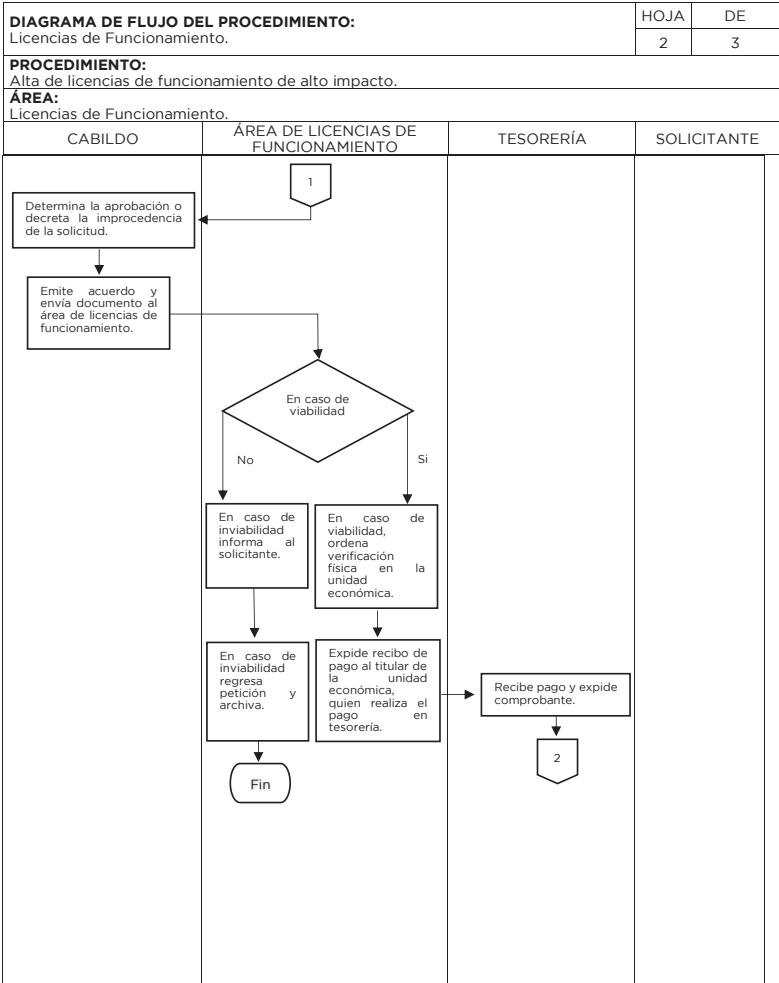 DIAGRAMA DE FLUJO DEL PROCEDIMIENTO:
Licencias de Funcionamiento.
HOJA DE
2 3
PROCEDIMIENTO:
Alta de licencias de funcionamiento de alto impacto.
ÁREA:
Licencias de Funcionamiento.
CABILDO
ÁREA DE LICENCIAS DE
FUNCIONAMIENTO
TESORERÍA
SOLICITANTE
1
Determina la aprobación o
decreta la improcedencia
de la solicitud.
Emite acuerdo y
envía documento al
área de licencias de
funcionamiento.
En caso de
viabilidad
No
Si
En caso de
inviabilidad
informa al
solicitante.
En caso de
viabilidad,
ordena
verificación
física en la
unidad
económica.
En caso de
inviabilidad
regresa
petición y
archiva.
Expide recibo de
pago al titular de
la unidad
económica,
quien realiza el
pago en
tesorería.
Recibe pago y expide
comprobante.
2
Fin